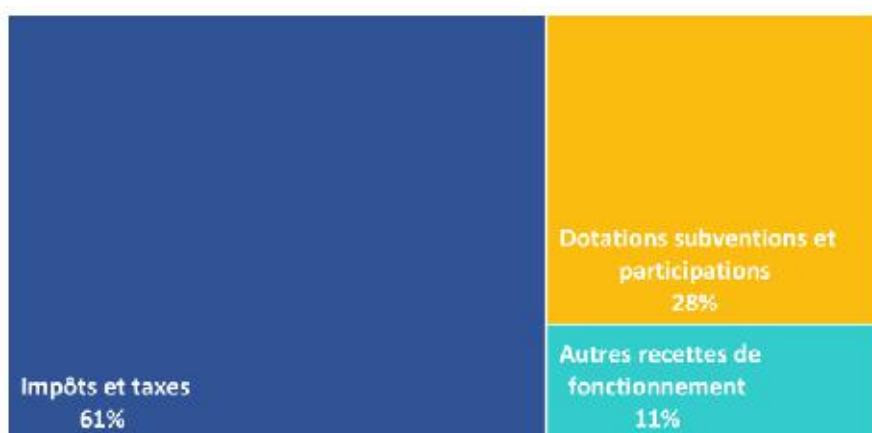 Impôts et taxes
61%
Dotations subventions et
participations
28%
Autres recettes de
fonctionnement
11%